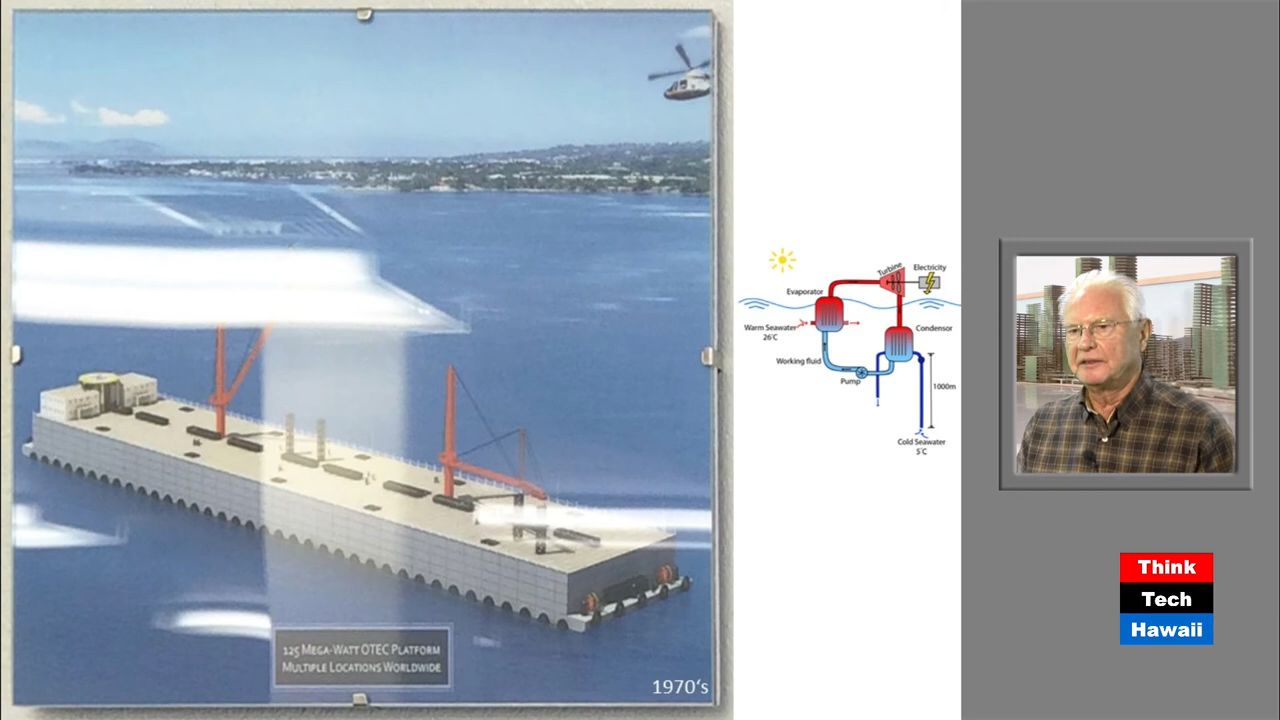 125 MEGA-WATT OTEC PLATFORM
MULTIPLE LOCATIONS WORLDWIDE
1970's
Turbine
Electricity
Evaporator
Warm Seawater
26°C
Condensor
Working fluid
Pump
1000m
Cold Seawater
5°C
Think
Tech
Hawaii